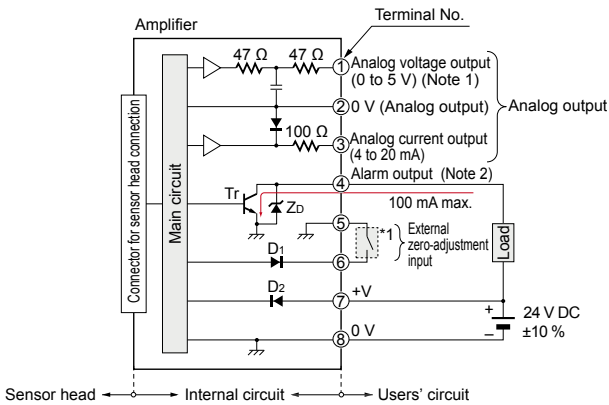 Terminal No.
Amplifier
47 Ω 47 Ω
1 Analog voltage output
(0 to 5 V) (Note 1)
2 0 V (Analog output)
Analog output
100 Ω
3 Analog current output
(4 to 20 mA)
4 Alarm output (Note 2)
Tr
ZD
100 mA max.
5
*1
External
zero-adjustment
input
Load
D1
6
D2
7 +V
+
24 V DC
±10 %
–
8 0 V
Connector for sensor head connection
Main circuit
Sensor head Internal circuit Users' circuit